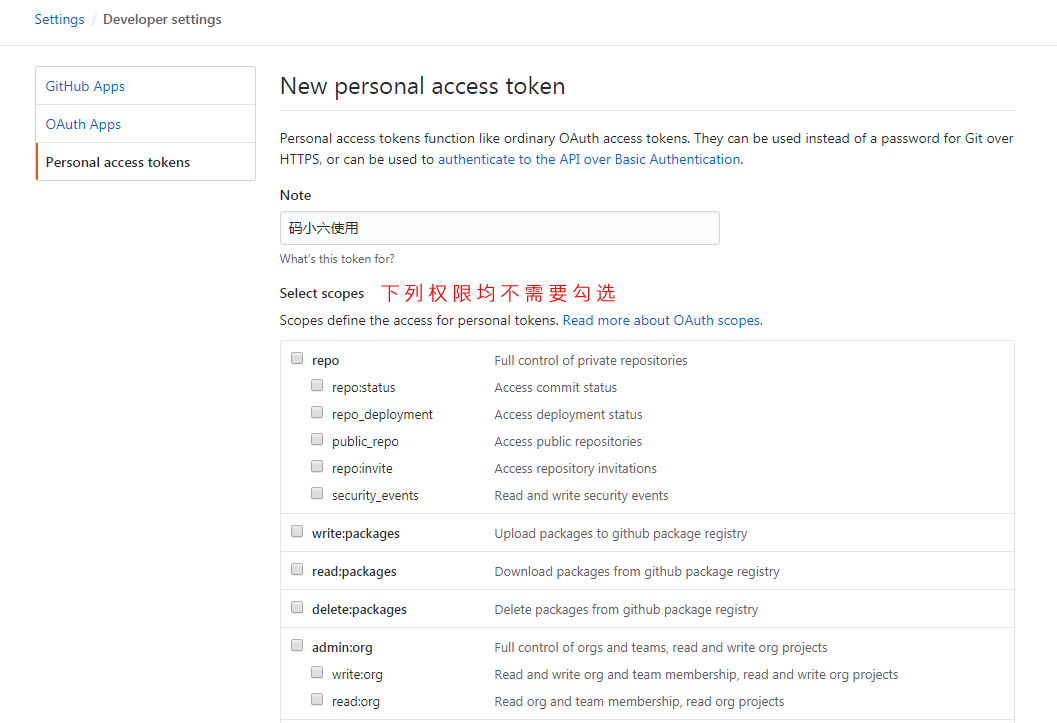 Settings / Developer settings
GitHub Apps
OAuth Apps
Personal access tokens
New personal access token
Personal access tokens function like ordinary OAuth access tokens. They can be used instead of a password for Git over
HTTPS, or can be used to authenticate to the API over Basic Authentication.
Note
码小六使用
What's this token for?
Select scopes 下列权限均不需要勾选
Scopes define the access for personal tokens. Read more about OAuth scopes.
repo Full control of private repositories
repo:status Access commit status
repo_deployment Access deployment status
public_repo Access public repositories
repo:invite Access repository invitations
security_events Read and write security events
write:packages Upload packages to github package registry
read:packages Download packages from github package registry
delete:packages Delete packages from github package registry
admin:org Full control of orgs and teams, read and write org projects
write:org Read and write org and team membership, read and write org projects
read:org Read org and team membership, read org projects